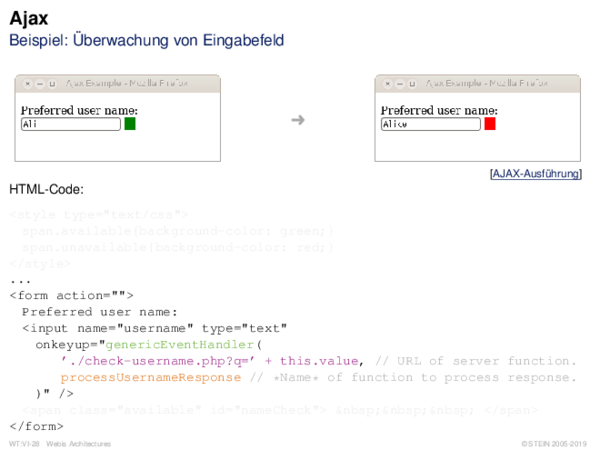 Ajax
Beispiel: Überwachung von Eingabefeld
Ajax Example - Mozilla Firefox
Preferred user name:
Ali
➔
Ajax Example - Mozilla Firefox
Preferred user name:
Alice
[AJAX-Ausführung]
HTML-Code:
<style type="text/css">
span.available{background-color: green;}
span.unavailable{background-color: red;}
</style>
...
<form action="">
Preferred user name:
<input name="username" type="text"
onkeyup="genericEventHandler(
'./check-username.php?q=' + this.value, // URL of server function.
processUsernameResponse // *Name* of function to process response.
)" />
<span class="available" id="nameCheck"> &nbsp;&nbsp;&nbsp; </span>
</form>
WT:VI-28 Webis Architectures
© STEIN 2005-2019